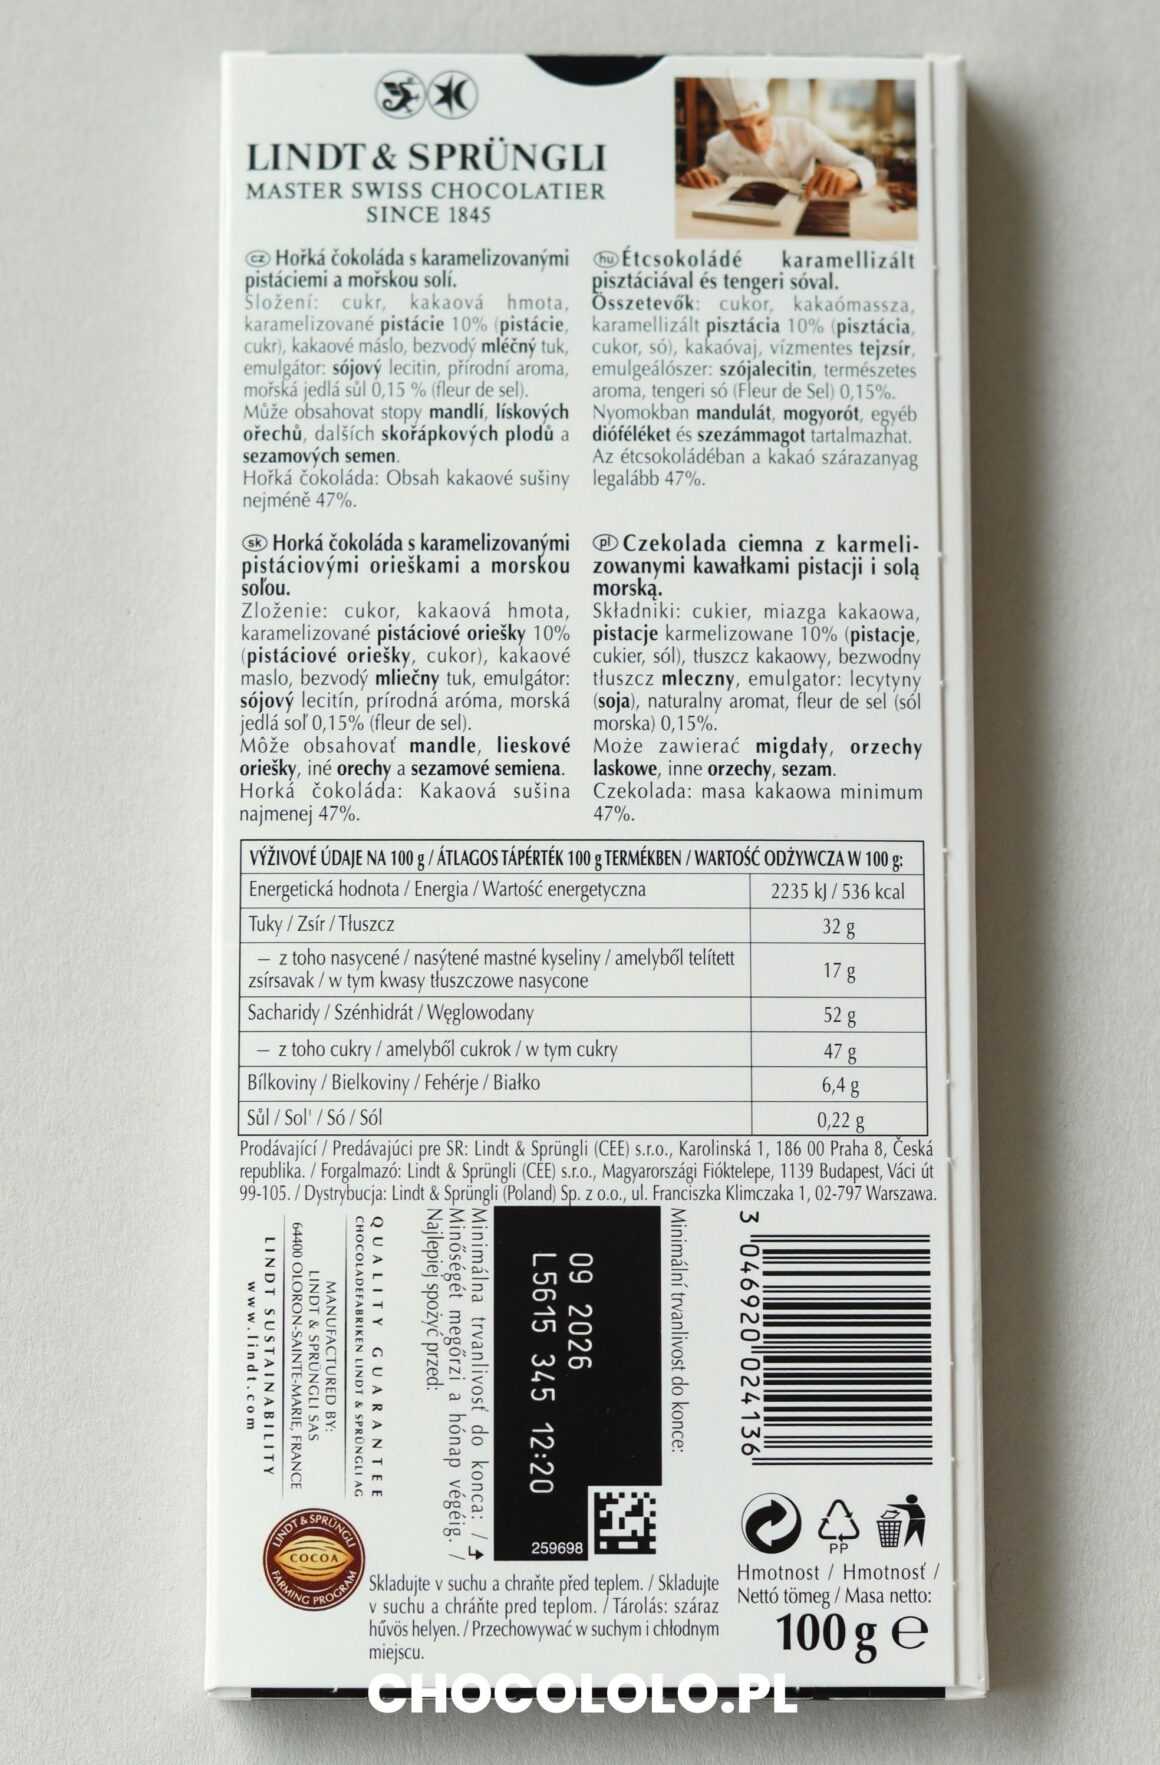 LINDT & SPRÜNGLI
MASTER SWISS CHOCOLATIER
SINCE 1845
cz Hořká čokoláda s karamelizovanými
pistáciemi a mořskou solí.
Složení: cukr, kakaová hmota,
karamelizované pistácie 10% (pistácie,
cukr), kakaové máslo, bezvodý mléčný tuk,
emulgátor: sójový lecitin, přírodní aroma,
mořská jedlá sůl 0,15 % (fleur de sel).
Může obsahovat stopy mandlí, lískových
ořechů, dalších skořápkových plodů a
sezamových semen.
Hořká čokoláda: Obsah kakaové sušiny
nejméně 47%.
hu Étcsokoládé karamellizált
pisztáciával és tengeri sóval.
Összetevők: cukor, kakaómassza,
karamellizált pisztácia 10% (pisztácia,
cukor, só), kakaóvaj, vízmentes tejzsír,
emulgeálószer: szójalecitin, természetes
aroma, tengeri só (Fleur de Sel) 0,15%.
Nyomokban mandulát, mogyorót, egyéb
dióféléket és szezámmagot tartalmazhat.
Az étcsokoládéban a kakaó szárazanyag
legalább 47%.
sk Horká čokoláda s karamelizovanými
pistáciovými orieškami a morskou
soľou.
Zloženie: cukor, kakaová hmota,
karamelizované pistáciové oriešky 10%
(pistáciové oriešky, cukor), kakaové
maslo, bezvodý mliečny tuk, emulgátor:
sójový lecitín, prírodná aróma, morská
jedlá soľ 0,15% (fleur de sel).
Môže obsahovať mandle, lieskové
oriešky, iné orechy a sezamové semiena.
Horká čokoláda: Kakaová sušina
najmenej 47%.
pl Czekolada ciemna z karmeli-
zowanymi kawałkami pistacji i solą
morską.
Składniki: cukier, miazga kakaowa,
pistacje karmelizowane 10% (pistacje,
cukier, sól), tłuszcz kakaowy, bezwodny
tłuszcz mleczny, emulgator: lecytyny
(soja), naturalny aromat, fleur de sel (sól
morska) 0,15%.
Może zawierać migdały, orzechy
laskowe, inne orzechy, sezam.
Czekolada: masa kakaowa minimum
47%.
VÝŽIVOVÉ ÚDAJE NA 100 g / ÁTLAGOS TÁPÉRTÉK 100 g TERMÉKBEN / WARTOŚĆ ODŻYWCZA W 100 g:
Energetická hodnota / Energia / Wartość energetyczna 2235 kJ / 536 kcal
Tuky / Zsír / Tłuszcz 32 g
– z toho nasycené / nasýtené mastné kyseliny / amelyből telített
zsírsavak / w tym kwasy tłuszczowe nasycone 17 g
Sacharidy / Szénhidrát / Węglowodany 52 g
– z toho cukry / amelyből cukrok / w tym cukry 47 g
Bílkoviny / Bielkoviny / Fehérje / Białko 6,4 g
Sůl / Sol' / Só / Sól 0,22 g
Prodávající / Predávajúci pre SR: Lindt & Sprüngli (CEE) s.r.o., Karolinská 1, 186 00 Praha 8, Česká
republika. / Forgalmazó: Lindt & Sprüngli (CEE) s.r.o., Magyarországi Fióktelepe, 1139 Budapest, Váci út
99-105. / Dystrybucja: Lindt & Sprüngli (Poland) Sp. z o.o., ul. Franciszka Klimczaka 1, 02-797 Warszawa.
3 046920 024136
Minimální trvanlivost do konce:
09 2026
L5615 345 12:20
259698
Minimálna trvanlivosť do konca: /
Minőségét megőrzi a hónap végéig. /
Najlepiej spożyć przed:
QUALITY GUARANTEE
CHOCOLADEFABRIKEN LINDT & SPRÜNGLI AG
MANUFACTURED BY:
LINDT & SPRÜNGLI SAS
64400 OLORON-SAINTE-MARIE, FRANCE
LINDT SUSTAINABILITY
www.lindt.com
LINDT & SPRÜNGLI
COCOA
FARMING PROGRAM
Skladujte v suchu a chraňte před teplem. / Skladujte
v suchu a chráňte pred teplom. / Tárolás: száraz
hűvös helyen. / Przechowywać w suchym i chłodnym
miejscu.
PP
Hmotnost / Hmotnosť /
Nettó tömeg / Masa netto:
100 g e
CHOCOLOLO.PL